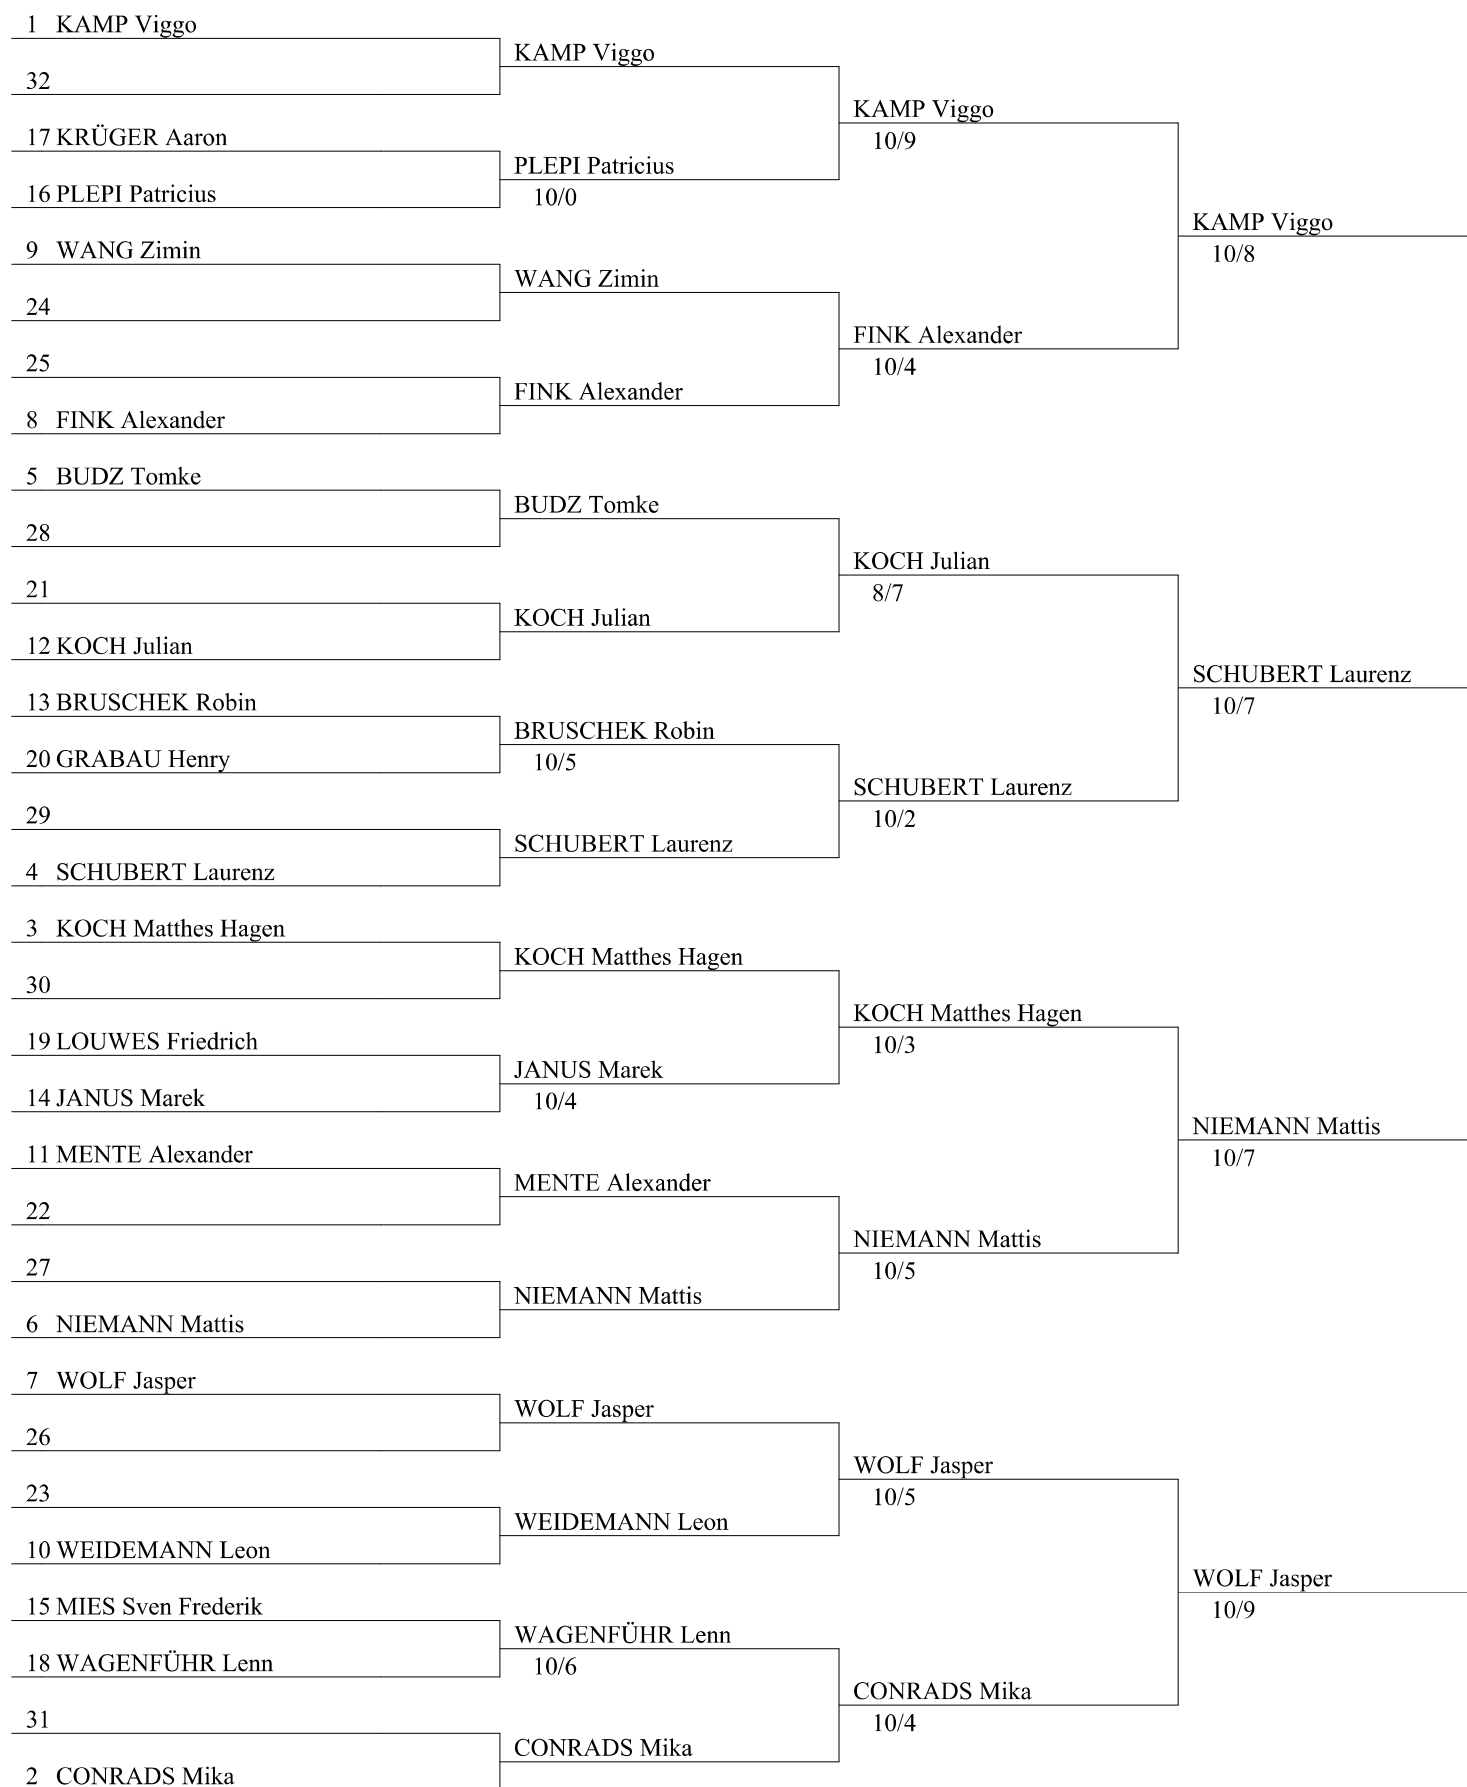 1 KAMP Viggo
32
17 KRÜGER Aaron
16 PLEPI Patricius
9 WANG Zimin
24
25
8 FINK Alexander
5 BUDZ Tomke
28
21
12 KOCH Julian
13 BRUSCHEK Robin
20 GRABAU Henry
29
4 SCHUBERT Laurenz
3 KOCH Matthes Hagen
30
19 LOUWES Friedrich
14 JANUS Marek
11 MENTE Alexander
22
27
6 NIEMANN Mattis
7 WOLF Jasper
26
23
10 WEIDEMANN Leon
15 MIES Sven Frederik
18 WAGENFÜHR Lenn
31
2 CONRADS Mika
KAMP Viggo
PLEPI Patricius
10/0
WANG Zimin
FINK Alexander
BUDZ Tomke
KOCH Julian
BRUSCHEK Robin
10/5
SCHUBERT Laurenz
KOCH Matthes Hagen
JANUS Marek
10/4
MENTE Alexander
NIEMANN Mattis
WOLF Jasper
WEIDEMANN Leon
WAGENFÜHR Lenn
10/6
CONRADS Mika
KAMP Viggo
10/9
FINK Alexander
10/4
KOCH Julian
8/7
SCHUBERT Laurenz
10/2
KOCH Matthes Hagen
10/3
NIEMANN Mattis
10/5
WOLF Jasper
10/5
CONRADS Mika
10/4
KAMP Viggo
10/8
SCHUBERT Laurenz
10/7
NIEMANN Mattis
10/7
WOLF Jasper
10/9